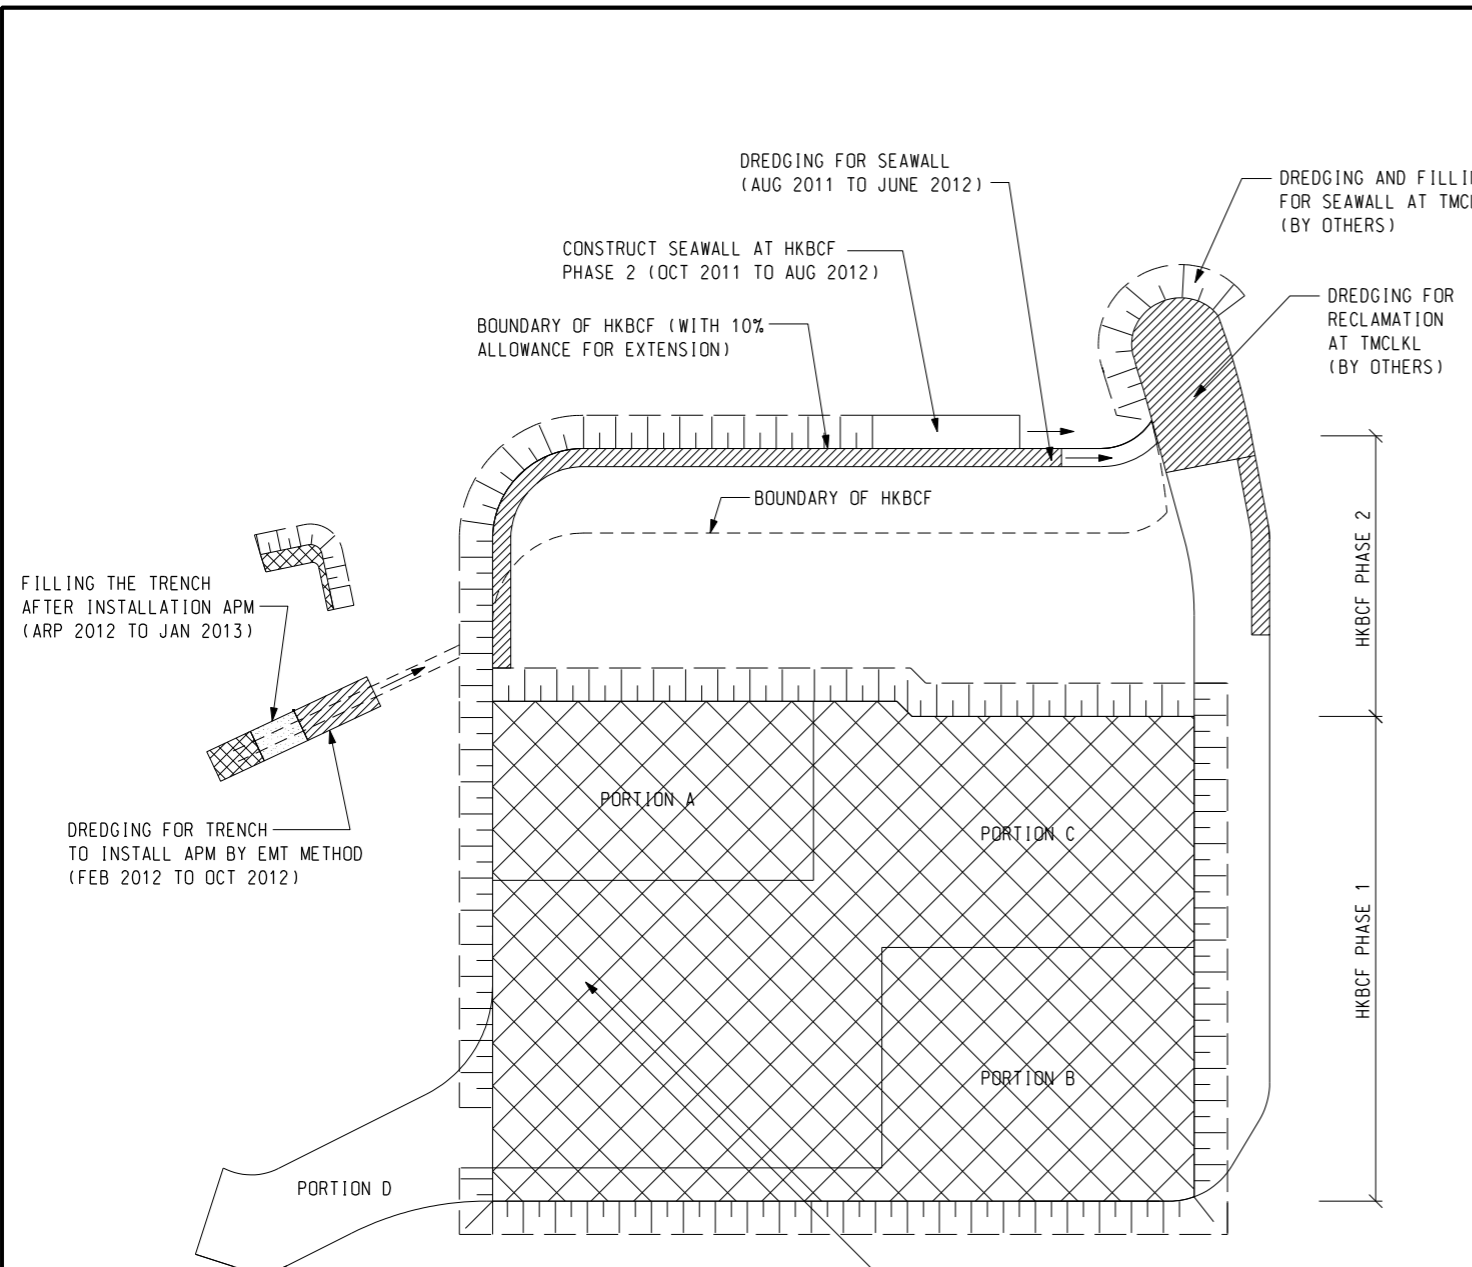 DREDGING FOR SEAWALL
(AUG 2011 TO JUNE 2012)
DREDGING AND FILLI
FOR SEAWALL AT TMC
(BY OTHERS)
CONSTRUCT SEAWALL AT HKBCF
PHASE 2 (OCT 2011 TO AUG 2012)
DREDGING FOR
RECLAMATION
AT TMCLKL
(BY OTHERS)
BOUNDARY OF HKBCF (WITH 10%
ALLOWANCE FOR EXTENSION)
BOUNDARY OF HKBCF
HKBCF PHASE 2
FILLING THE TRENCH
AFTER INSTALLATION APM
(ARP 2012 TO JAN 2013)
DREDGING FOR TRENCH
TO INSTALL APM BY EMT METHOD
(FEB 2012 TO OCT 2012)
PORTION A
PORTION C
HKBCF PHASE 1
PORTION B
PORTION D